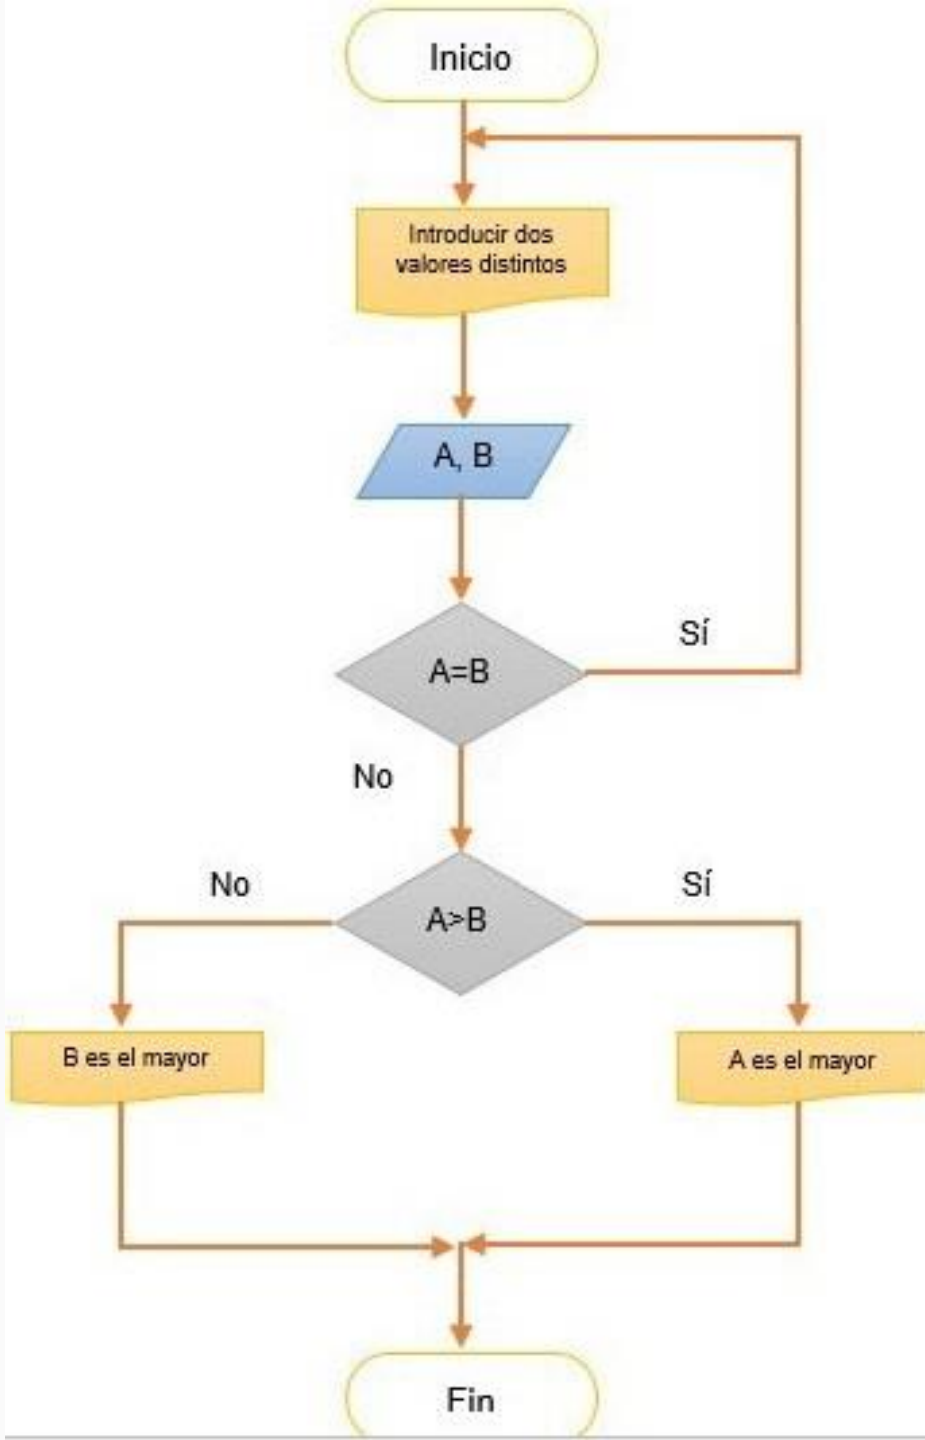 Inicio
Introducir dos
valores distintos
A, B
A=B
Sí
No
A>B
No
Sí
B es el mayor
A es el mayor
Fin